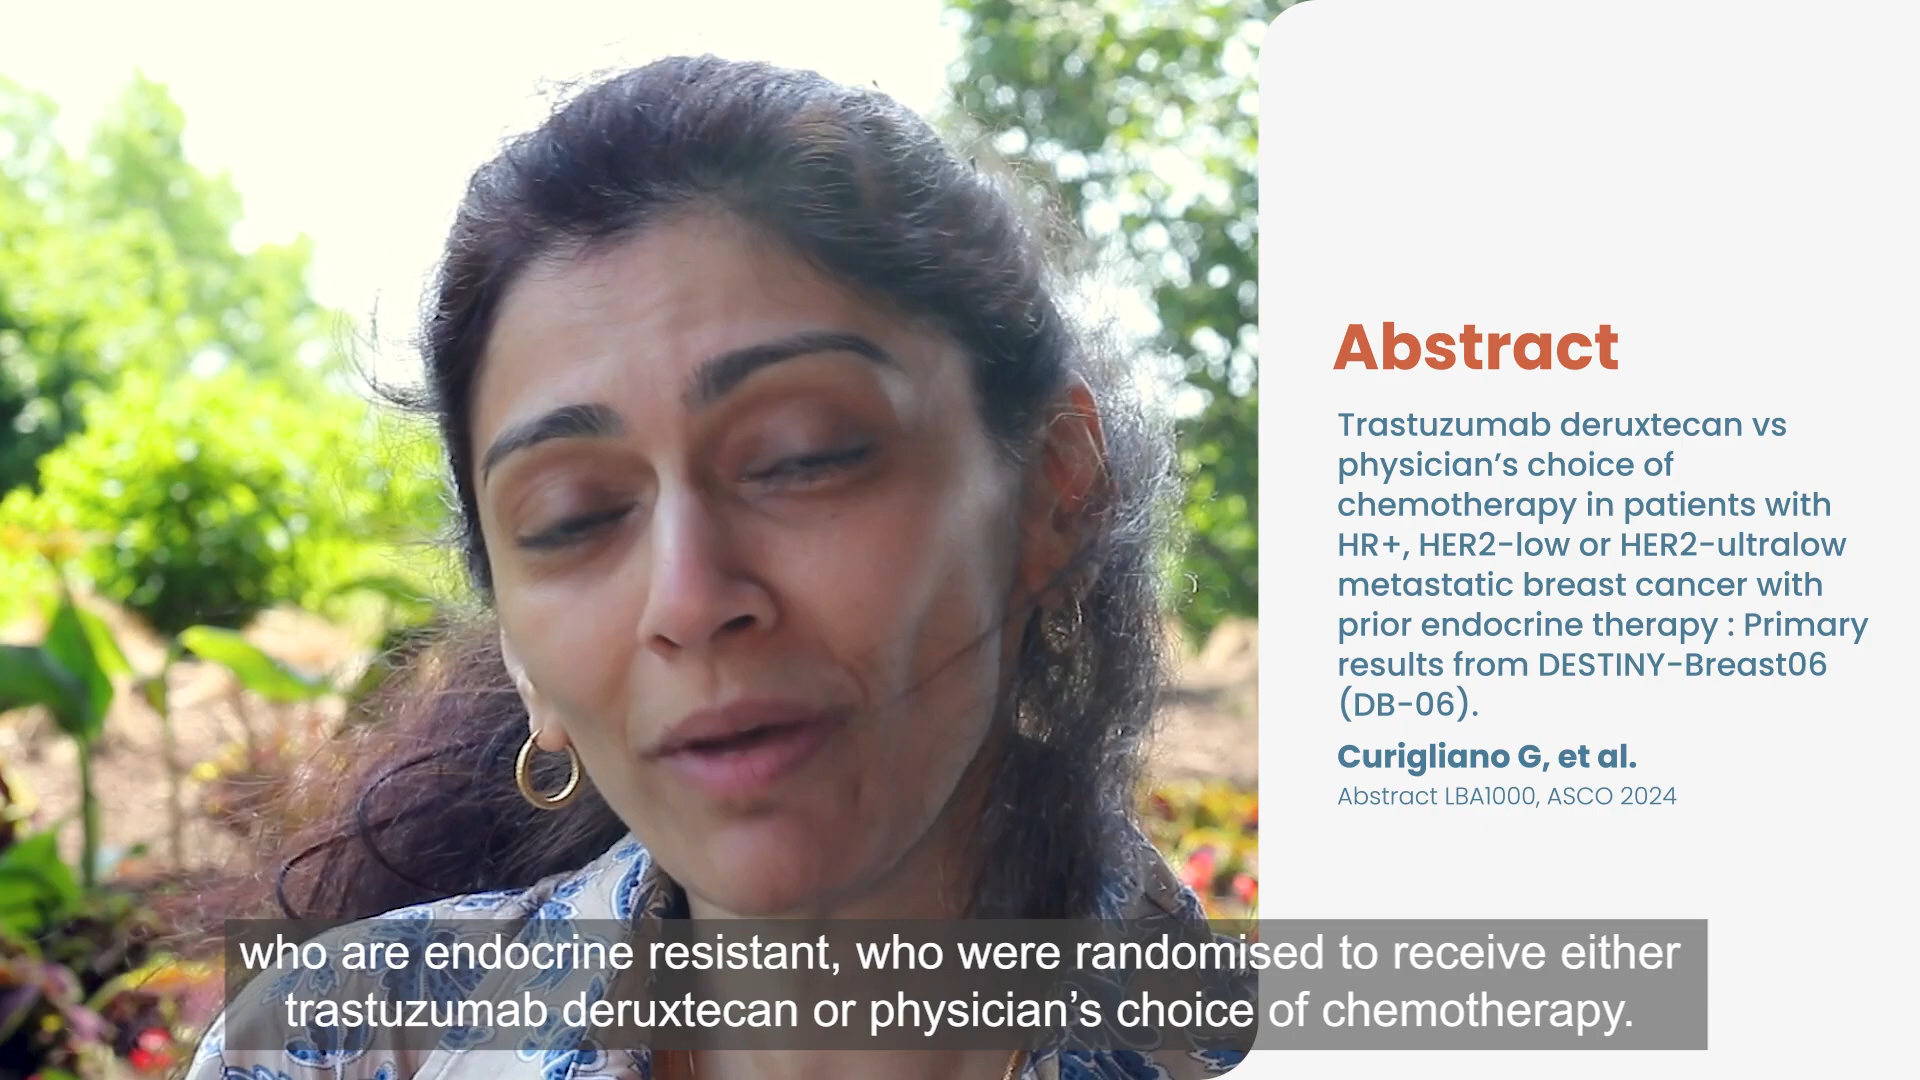 Abstract
Trastuzumab deruxtecan vs
physician’s choice of
chemotherapy in patients with
HR+, HER2-low or HER2-ultralow
metastatic breast cancer with
prior endocrine therapy : Primary
results from DESTINY-Breast06
(DB-06).
Curigliano G, et al.
Abstract LBA1000, ASCO 2024
who are endocrine resistant, who were randomised to receive either
trastuzumab deruxtecan or physician’s choice of chemotherapy.